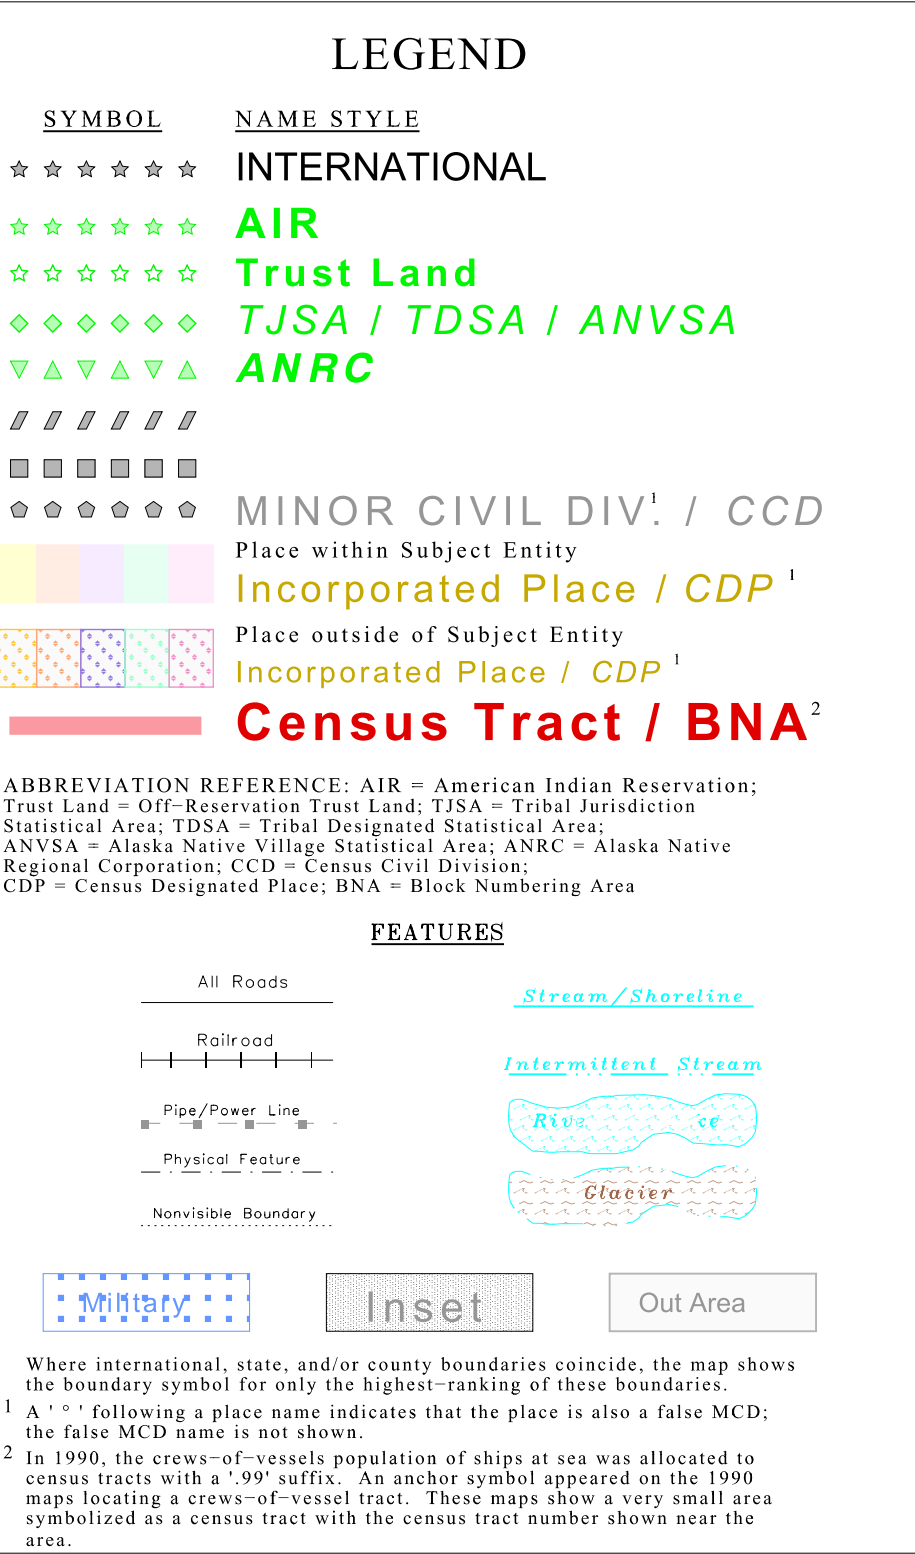 LEGEND
SYMBOL NAME STYLE
INTERNATIONAL
AIR
Trust Land
TJSA / TDSA / ANVSA
ANRC
MINOR CIVIL DIV.1 / CCD
Place within Subject Entity
Incorporated Place / CDP 1
Place outside of Subject Entity
Incorporated Place / CDP 1
Census Tract / BNA2
ABBREVIATION REFERENCE: AIR = American Indian Reservation;
Trust Land = Off−Reservation Trust Land; TJSA = Tribal Jurisdiction
Statistical Area; TDSA = Tribal Designated Statistical Area;
ANVSA = Alaska Native Village Statistical Area; ANRC = Alaska Native
Regional Corporation; CCD = Census Civil Division;
CDP = Census Designated Place; BNA = Block Numbering Area
FEATURES
All Roads
Railroad
Pipe/Power Line
Physical Feature
Nonvisible Boundary
Stream/Shoreline
Intermittent Stream
Glacier
Military
Inset
Out Area
Where international, state, and/or county boundaries coincide, the map shows
the boundary symbol for only the highest−ranking of these boundaries.
1 A ' ° ' following a place name indicates that the place is also a false MCD;
the false MCD name is not shown.
2 In 1990, the crews−of−vessels population of ships at sea was allocated to
census tracts with a '.99' suffix. An anchor symbol appeared on the 1990
maps locating a crews−of−vessel tract. These maps show a very small area
symbolized as a census tract with the census tract number shown near the
area.